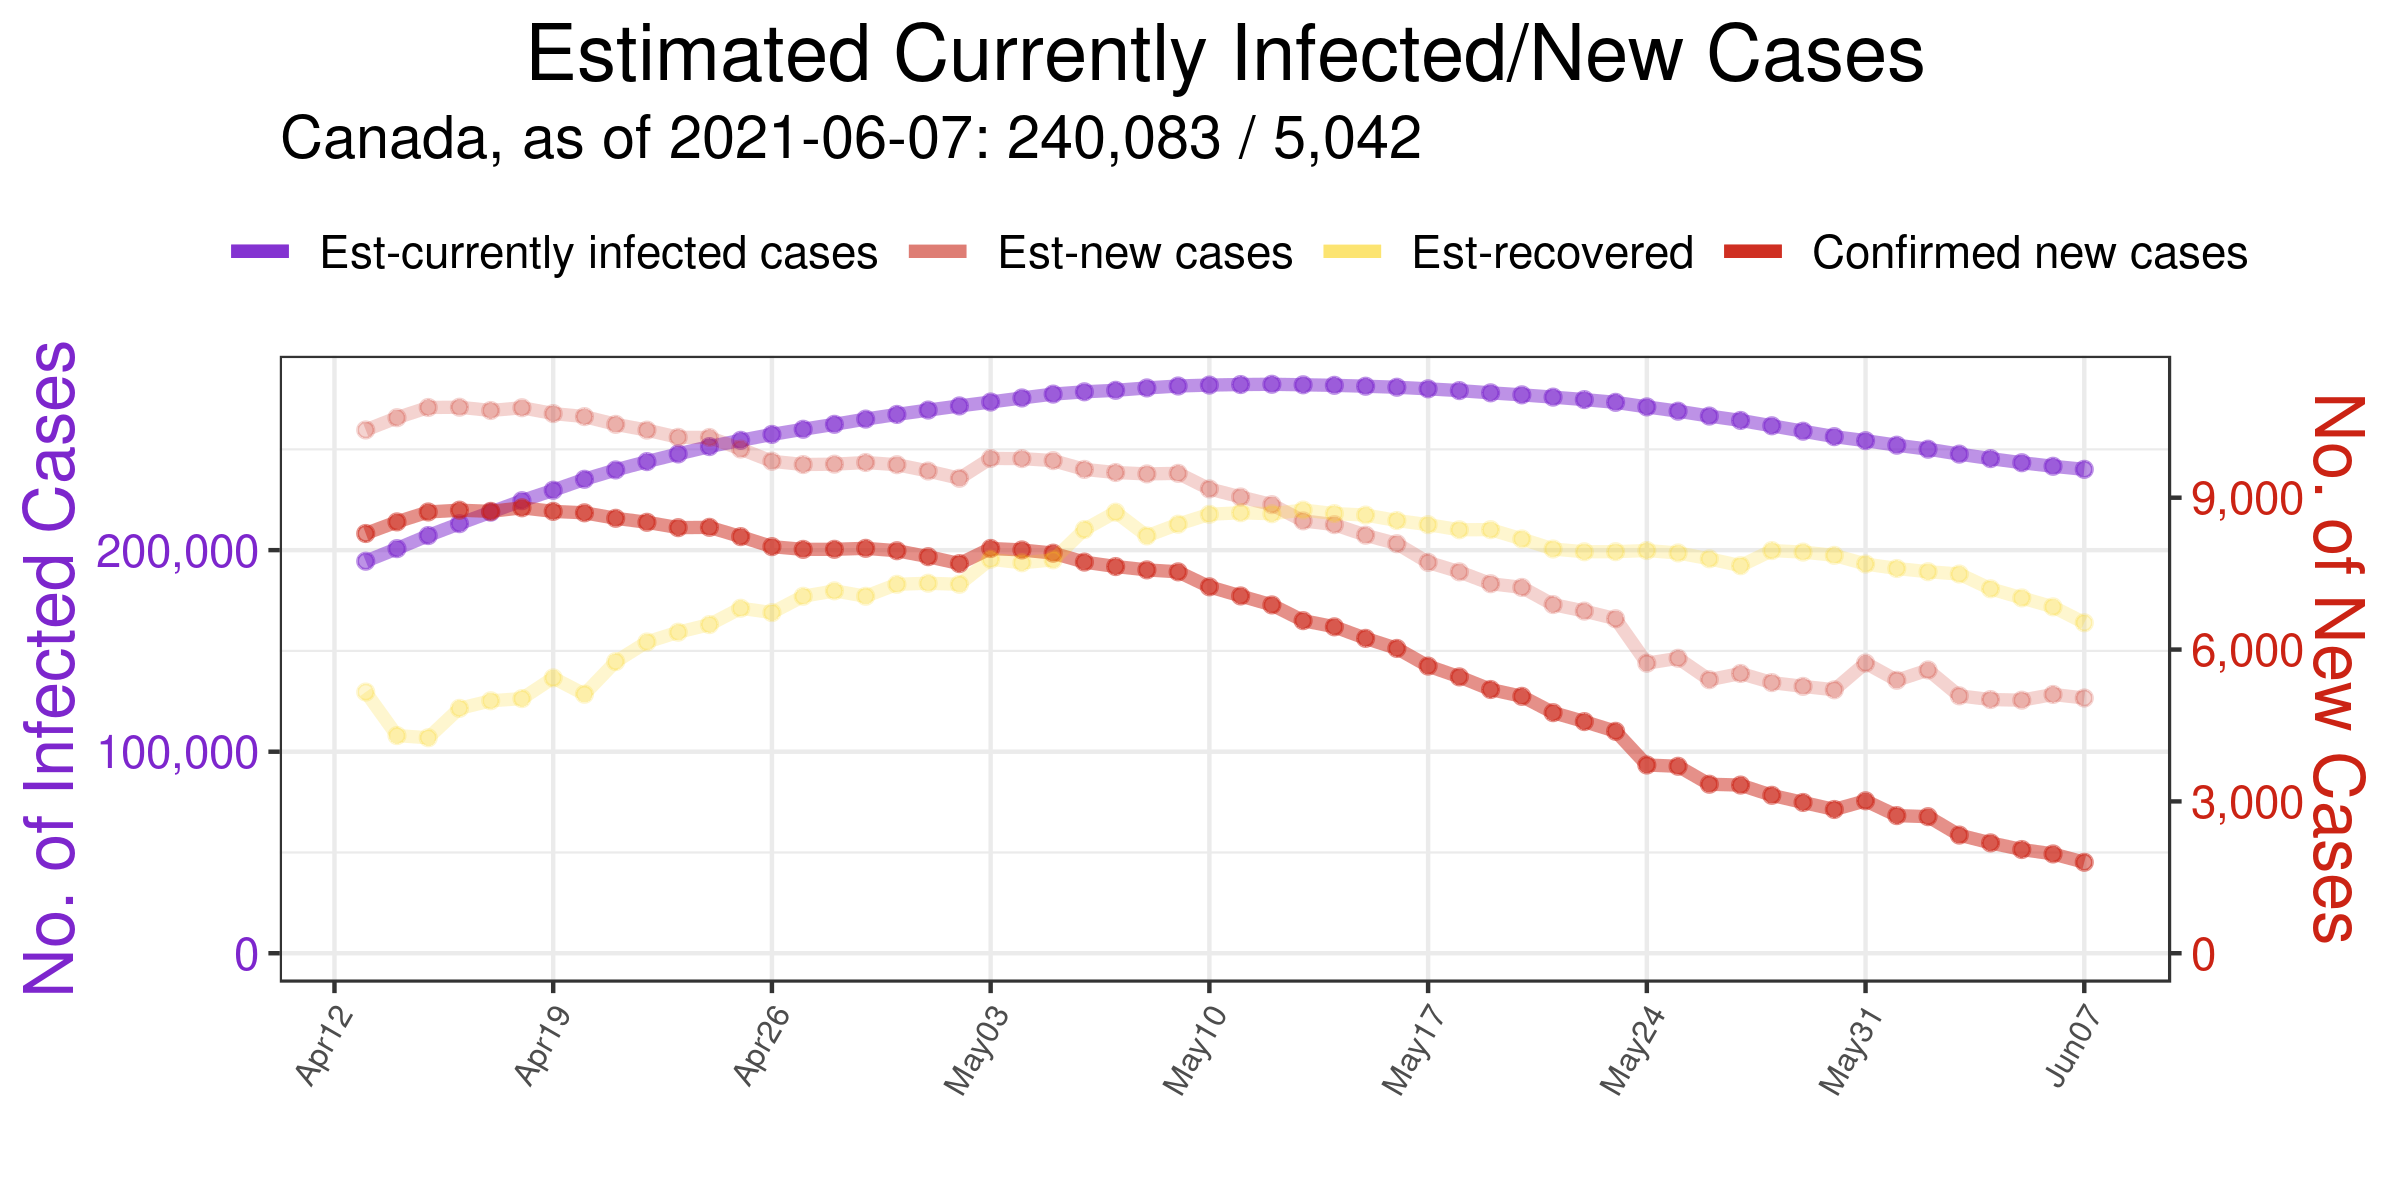 Estimated Currently Infected/New Cases
Canada, as of 2021-06-07: 240,083 / 5,042
Est-currently infected cases Est-new cases Est-recovered Confirmed new cases
No. of Infected Cases
200,000
100,000
0
No. of New Cases
9,000
6,000
3,000
0
Apr12 Apr19 Apr26 May03 May10 May17 May24 May31 Jun07